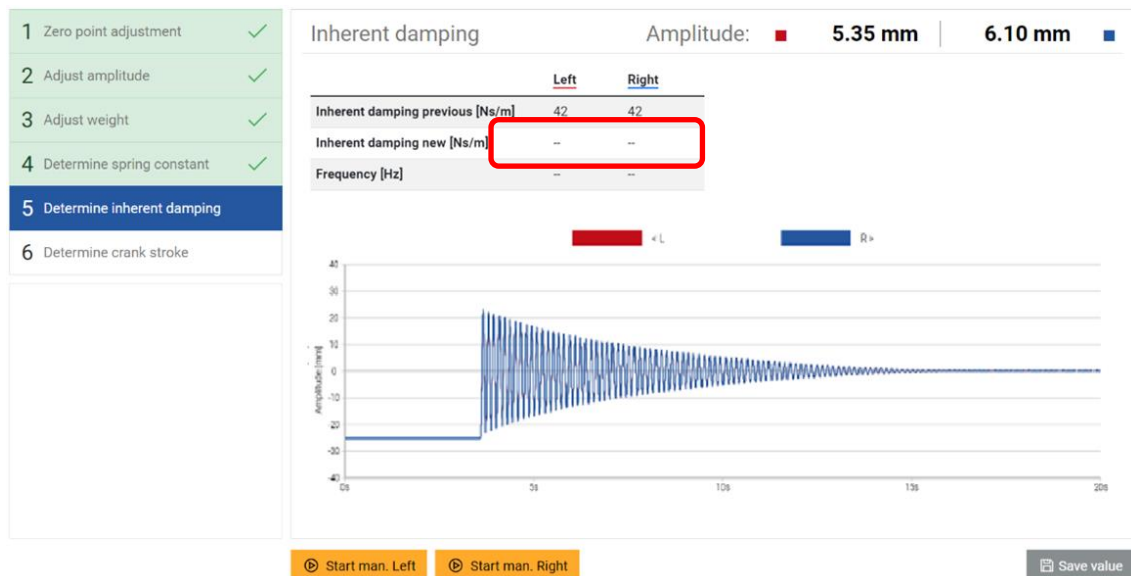 1 Zero point adjustment
2 Adjust amplitude
3 Adjust weight
4 Determine spring constant
5 Determine inherent damping
6 Determine crank stroke
Inherent damping Amplitude: 5.35 mm 6.10 mm
Left Right
Inherent damping previous [Ns/m] 42 42
Inherent damping new [Ns/m] -- --
Frequency [Hz] -- --
< L R >
Amplitude [mm]
40
30
20
10
0
-10
-20
-30
-40
0s 5s 10s 15s 20s
Start man. Left Start man. Right Save value